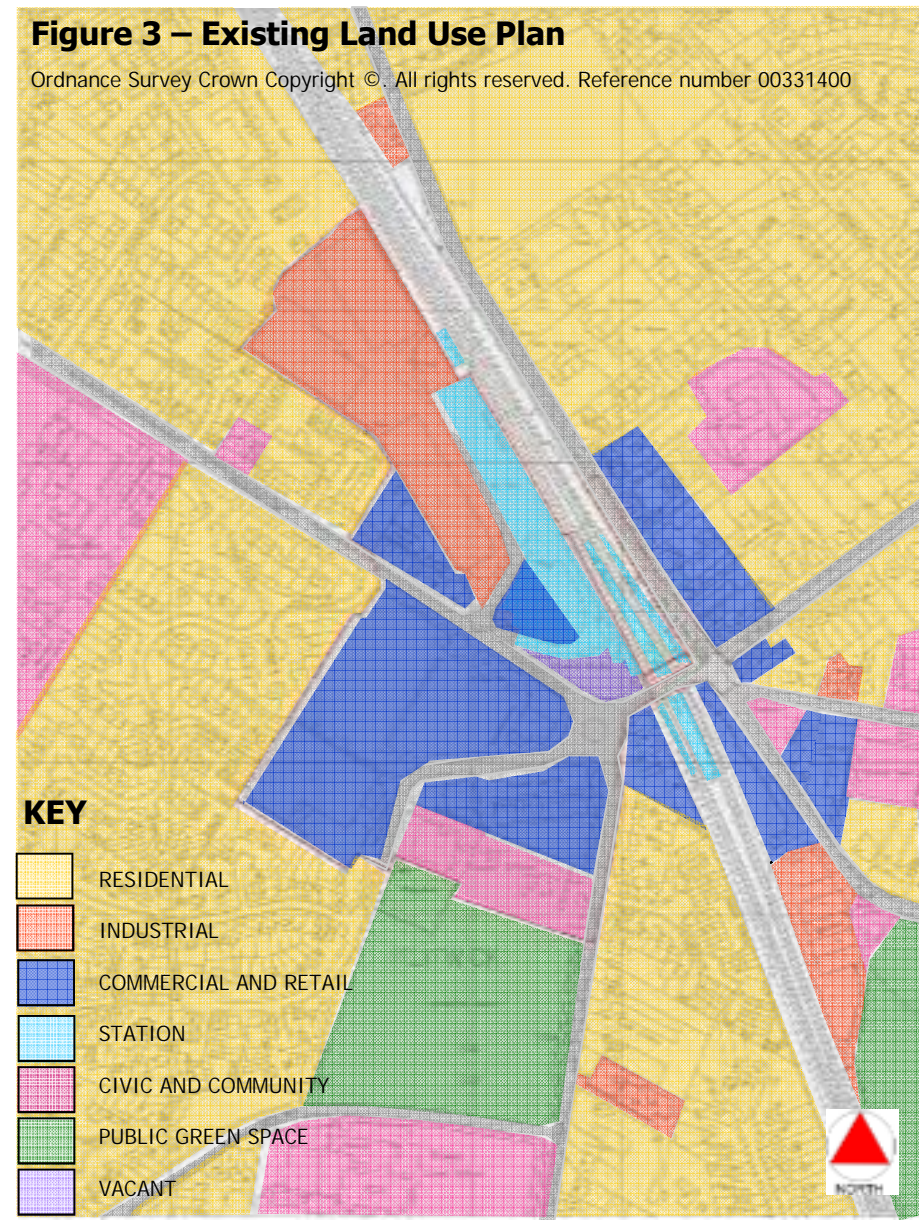 Figure 3 – Existing Land Use Plan
Ordnance Survey Crown Copyright ©. All rights reserved. Reference number 00331400
KEY
RESIDENTIAL
INDUSTRIAL
COMMERCIAL AND RETAIL
STATION
CIVIC AND COMMUNITY
PUBLIC GREEN SPACE
VACANT
NORTH